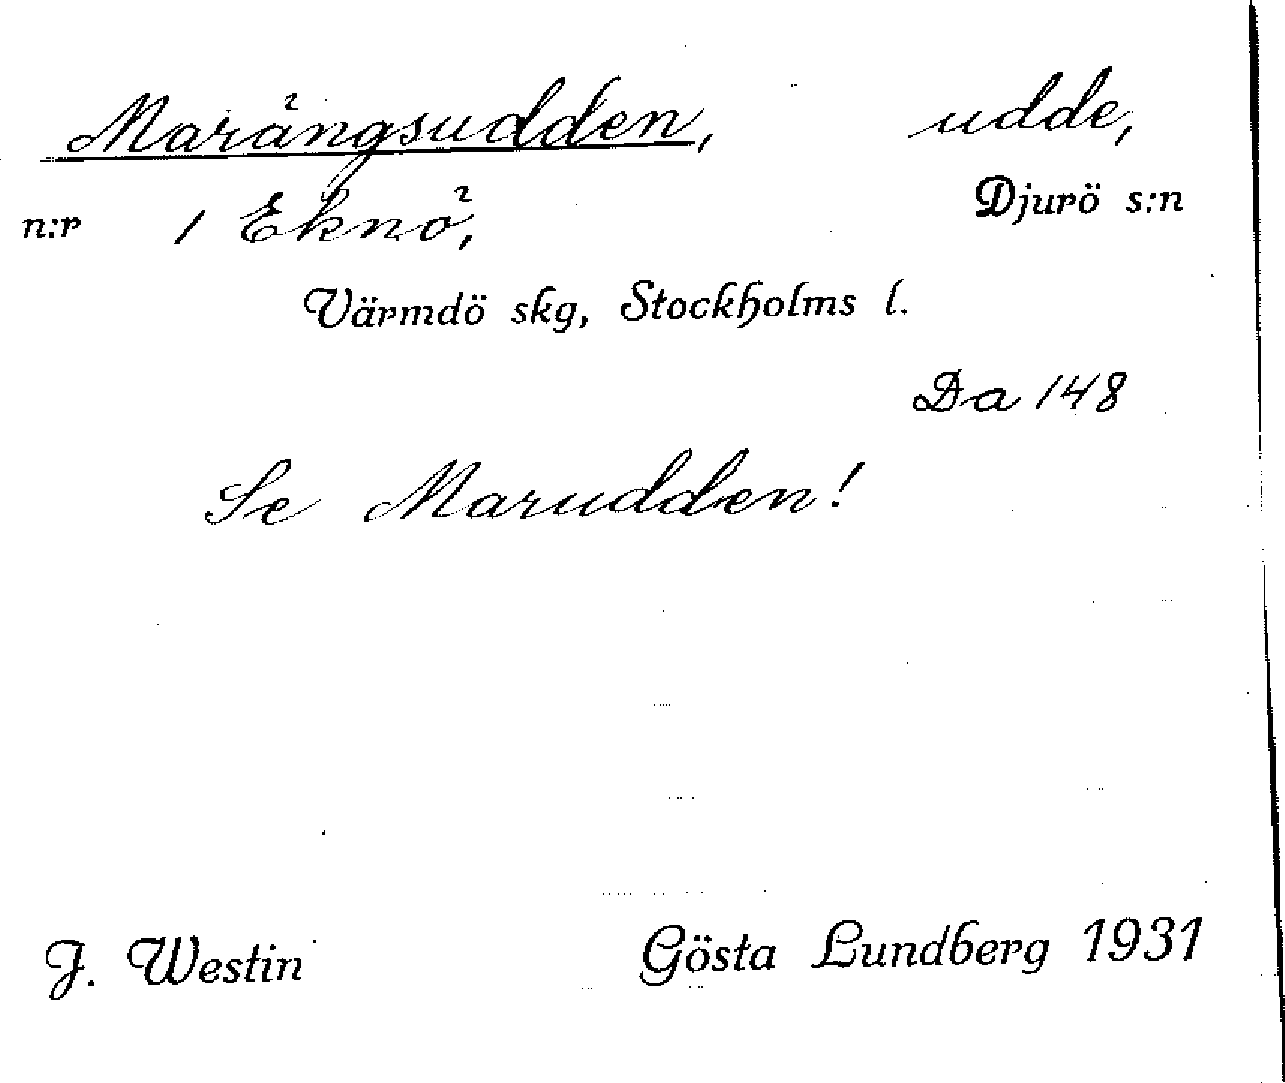 Marängsudden, udde,
n:r 1 Eknö, Djurö s:n
Värmdö skg, Stockholms l.
Da 148
Se Marudden!
J. Westin Gösta Lundberg 1931